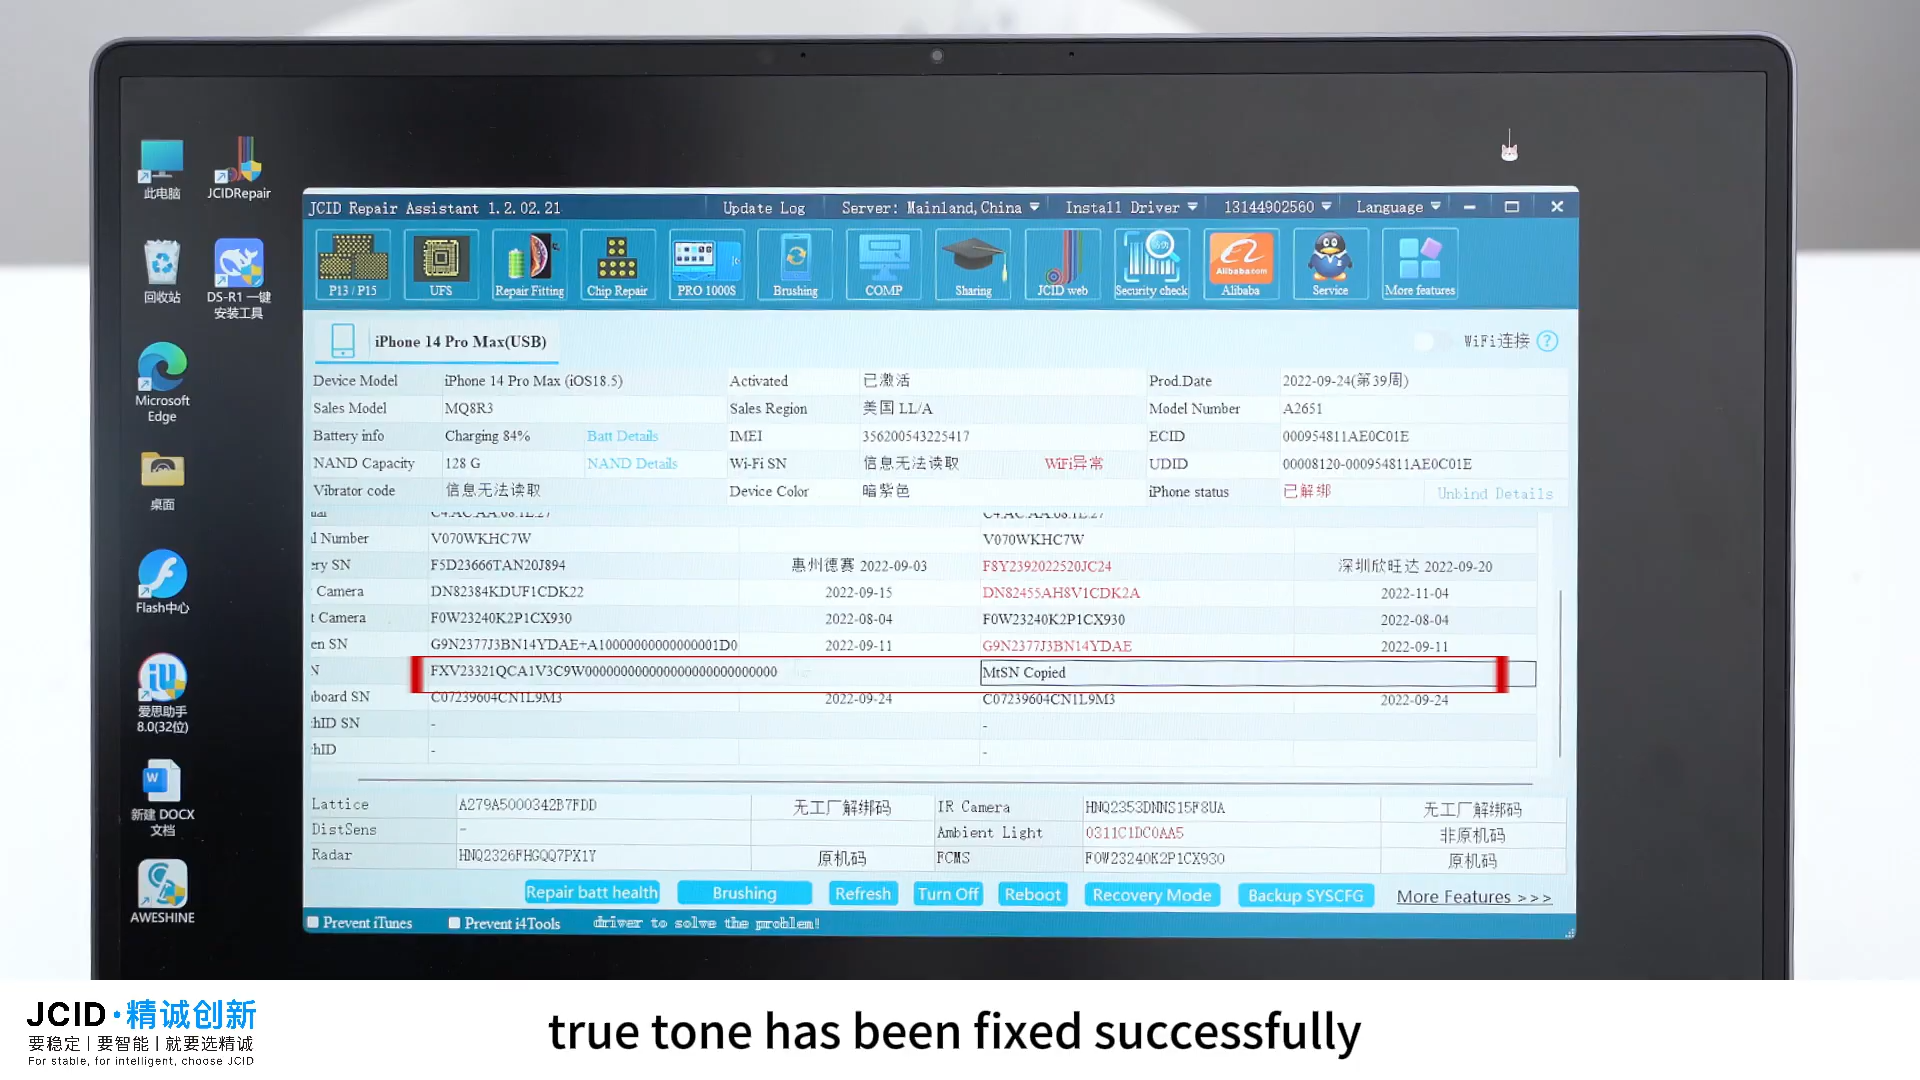 此电脑
JCIDRepair
回收站
DS-R1 一键
安装工具
Microsoft
Edge
桌面
Flash中心
爱思助手
8.0(32位)
新建 DOCX
文档
AWESHINE
JCID Repair Assistant 1.2.02.21
Update Log
Server: Mainland,China
Install Driver
13144902560
Language
P13 / P15
UFS
Repair Fitting
Chip Repair
PRO 1000S
Brushing
COMP
Sharing
JCID web
Security check
Alibaba.com
Alibaba
Service
More features
iPhone 14 Pro Max(USB)
WiFi连接 ?
Device Model iPhone 14 Pro Max (iOS18.5) Activated 已激活 Prod.Date 2022-09-24(第39周)
Sales Model MQ8R3 Sales Region 美国 LL/A Model Number A2651
Battery info Charging 84% Batt Details IMEI 356200543225417 ECID 000954811AE0C01E
NAND Capacity 128 G NAND Details Wi-Fi SN 信息无法读取 WiFi异常 UDID 00008120-000954811AE0C01E
Vibrator code 信息无法读取 Device Color 暗紫色 iPhone status 已解绑 Unbind Details
l Number V070WKHC7W V070WKHC7W
ery SN F5D23666TAN20J894 惠州德赛 2022-09-03 F8Y2392022520JC24 深圳欣旺达 2022-09-20
Camera DN82384KDUF1CDK22 2022-09-15 DN82455AH8V1CDK2A 2022-11-04
t Camera F0W23240K2P1CX930 2022-08-04 F0W23240K2P1CX930 2022-08-04
en SN G9N2377J3BN14YDAE+A10000000000000001D0 2022-09-11 G9N2377J3BN14YDAE 2022-09-11
N MtSN Copied
board SN C07239604CN1L9M3 2022-09-24 C07239604CN1L9M3 2022-09-24
hID SN - -
hID - -
Lattice A279A5000342B7FDD 无工厂解绑码 IR Camera HNQ2353DNNS15F8UA 无工厂解绑码
DistSens - Ambient Light 0311C1DC0AA5 非原机码
Radar HNQ2326FHGQQ7PX1Y 原机码 FCMS F0W23240K2P1CX930 原机码
Repair batt health
Brushing
Refresh
Turn Off
Reboot
Recovery Mode
Backup SYSCFG
More Features >>>
Prevent iTunes
Prevent i4Tools
driver to solve the problem!
JCID·精诚创新
要稳定|要智能|就要选精诚
For stable, for intelligent, choose JCID
true tone has been fixed successfully